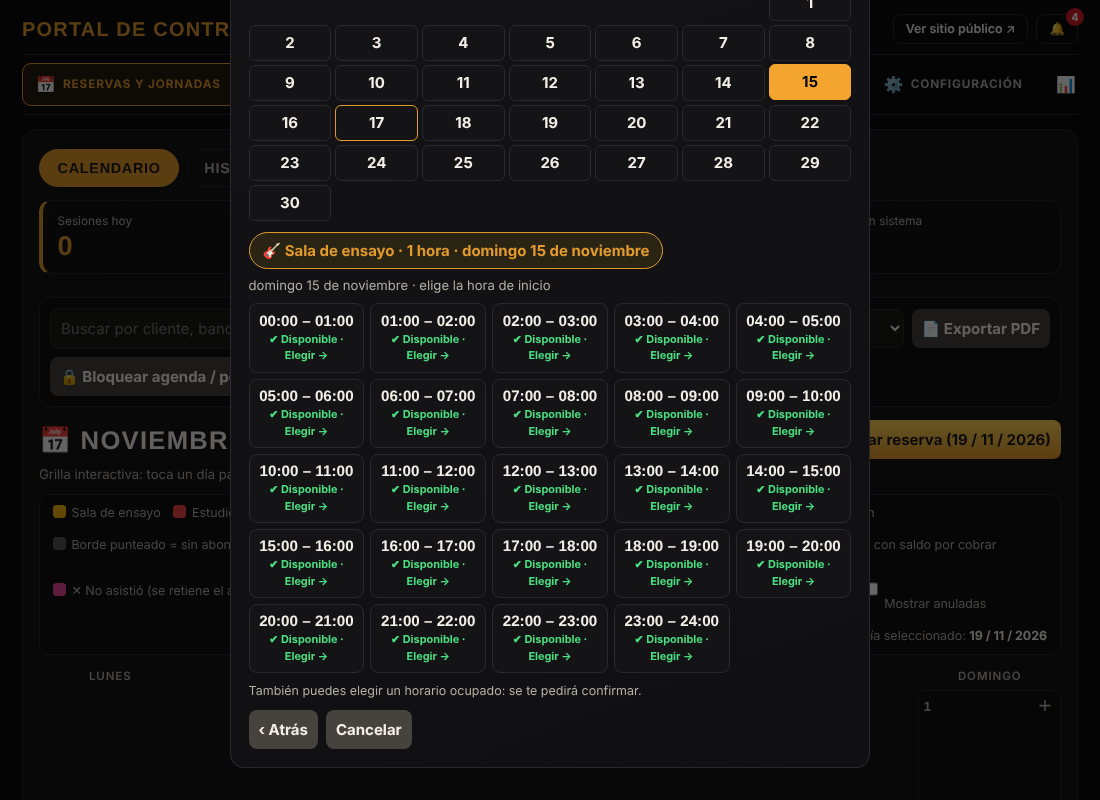 PORTAL DE CONTR
Ver sitio público ↗
4
RESERVAS Y JORNADAS
CONFIGURACIÓN
1
2 3 4 5 6 7 8
9 10 11 12 13 14 15
16 17 18 19 20 21 22
23 24 25 26 27 28 29
30
CALENDARIO
HIS
Sesiones hoy
n sistema
0
🎸 Sala de ensayo · 1 hora · domingo 15 de noviembre
domingo 15 de noviembre · elige la hora de inicio
Buscar por cliente, band
📄 Exportar PDF
🔒 Bloquear agenda / pe
00:00 – 01:00 01:00 – 02:00 02:00 – 03:00 03:00 – 04:00 04:00 – 05:00
✔ Disponible · ✔ Disponible · ✔ Disponible · ✔ Disponible · ✔ Disponible ·
Elegir → Elegir → Elegir → Elegir → Elegir →
05:00 – 06:00 06:00 – 07:00 07:00 – 08:00 08:00 – 09:00 09:00 – 10:00
✔ Disponible · ✔ Disponible · ✔ Disponible · ✔ Disponible · ✔ Disponible ·
Elegir → Elegir → Elegir → Elegir → Elegir →
10:00 – 11:00 11:00 – 12:00 12:00 – 13:00 13:00 – 14:00 14:00 – 15:00
✔ Disponible · ✔ Disponible · ✔ Disponible · ✔ Disponible · ✔ Disponible ·
Elegir → Elegir → Elegir → Elegir → Elegir →
15:00 – 16:00 16:00 – 17:00 17:00 – 18:00 18:00 – 19:00 19:00 – 20:00
✔ Disponible · ✔ Disponible · ✔ Disponible · ✔ Disponible · ✔ Disponible ·
Elegir → Elegir → Elegir → Elegir → Elegir →
20:00 – 21:00 21:00 – 22:00 22:00 – 23:00 23:00 – 24:00
✔ Disponible · ✔ Disponible · ✔ Disponible · ✔ Disponible ·
Elegir → Elegir → Elegir → Elegir →
También puedes elegir un horario ocupado: se te pedirá confirmar.
‹ Atrás
Cancelar
📅 NOVIEMBR
ar reserva (19 / 11 / 2026)
Grilla interactiva: toca un día pa
Sala de ensayo
Estudi
n
Borde punteado = sin abon
con saldo por cobrar
✕ No asistió (se retiene el a
Mostrar anuladas
ía seleccionado: 19 / 11 / 2026
LUNES
DOMINGO
1 +